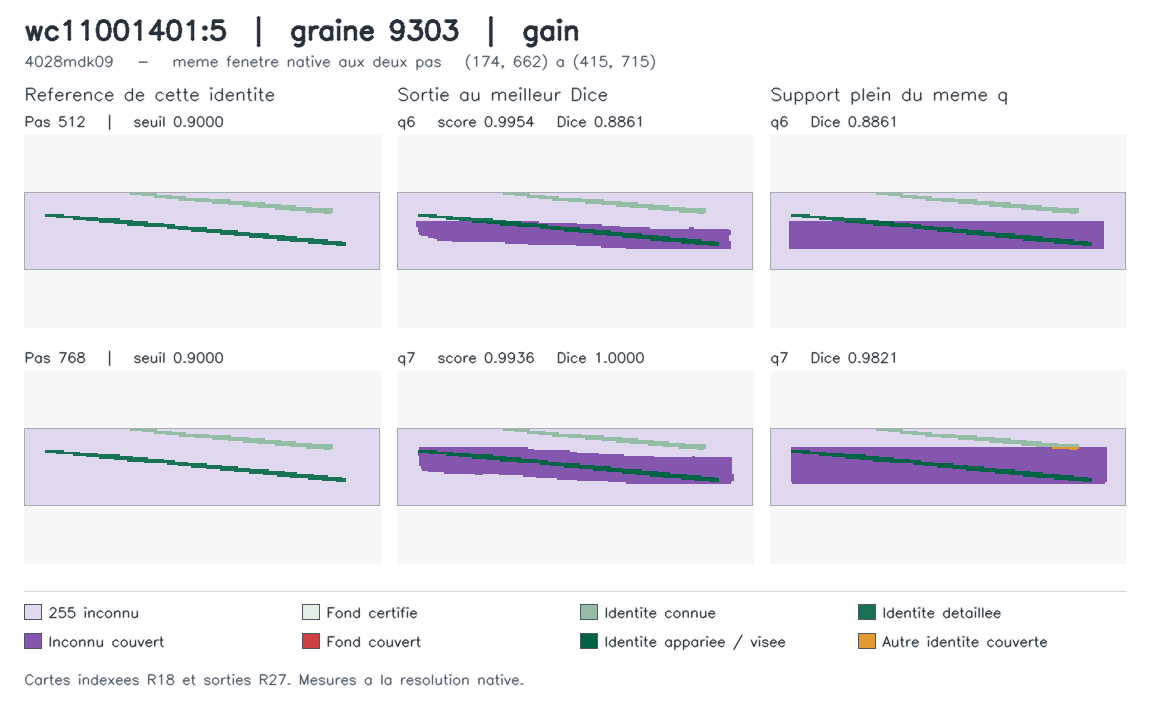 wc11001401:5 | graine 9303 | gain
4028mdk09 — meme fenetre native aux deux pas (174, 662) a (415, 715)
Reference de cette identite Sortie au meilleur Dice Support plein du meme q
Pas 512 | seuil 0.9000 q6 score 0.9954 Dice 0.8861 q6 Dice 0.8861
Pas 768 | seuil 0.9000 q7 score 0.9936 Dice 1.0000 q7 Dice 0.9821
255 inconnu Fond certifie Identite connue Identite detaillee
Inconnu couvert Fond couvert Identite appariee / visee Autre identite couverte
Cartes indexees R18 et sorties R27. Mesures a la resolution native.